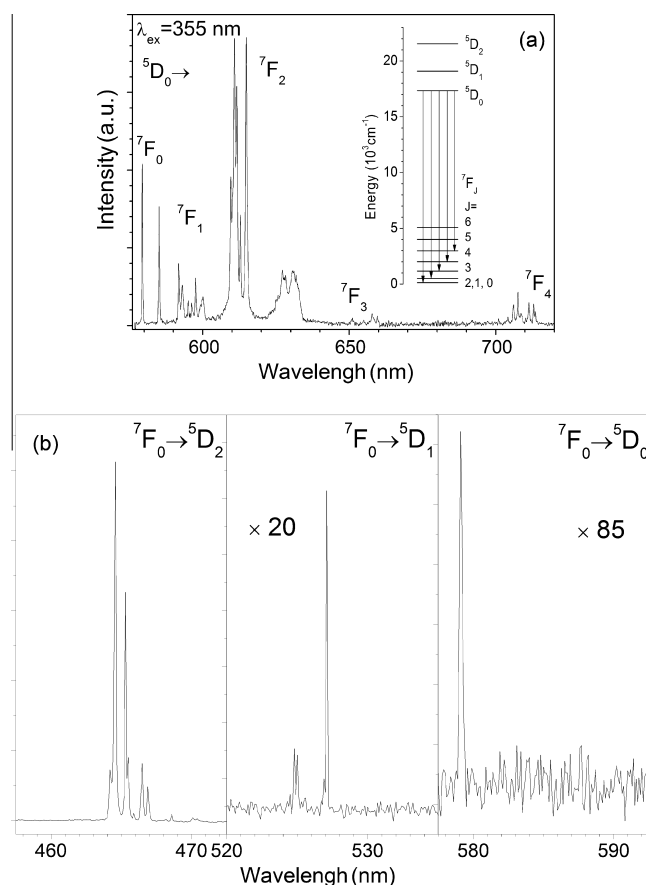 λex=355 nm
(a)
⁵D₀→
⁷F₀
⁷F₁
⁷F₂
⁷F₃
⁷F₄
Intensity (a.u.)
600
650
700
Wavelengh (nm)
Energy (10³cm⁻¹)
20
15
10
5
0
⁵D₂
⁵D₁
⁵D₀
⁷FJ
J=
6
5
4
3
2,1, 0
(b)
⁷F₀→⁵D₂
⁷F₀→⁵D₁
⁷F₀→⁵D₀
× 20
× 85
460
470
520
530
580
590
Wavelengh (nm)